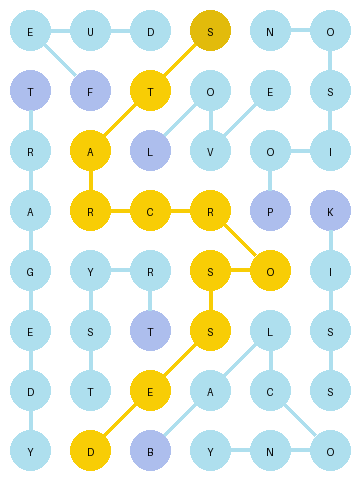 E U D S N O
T F T O E S
R A L V O I
A R C R P K
G Y R S O I
E S T S L S
D T E A C S
Y D B Y N O